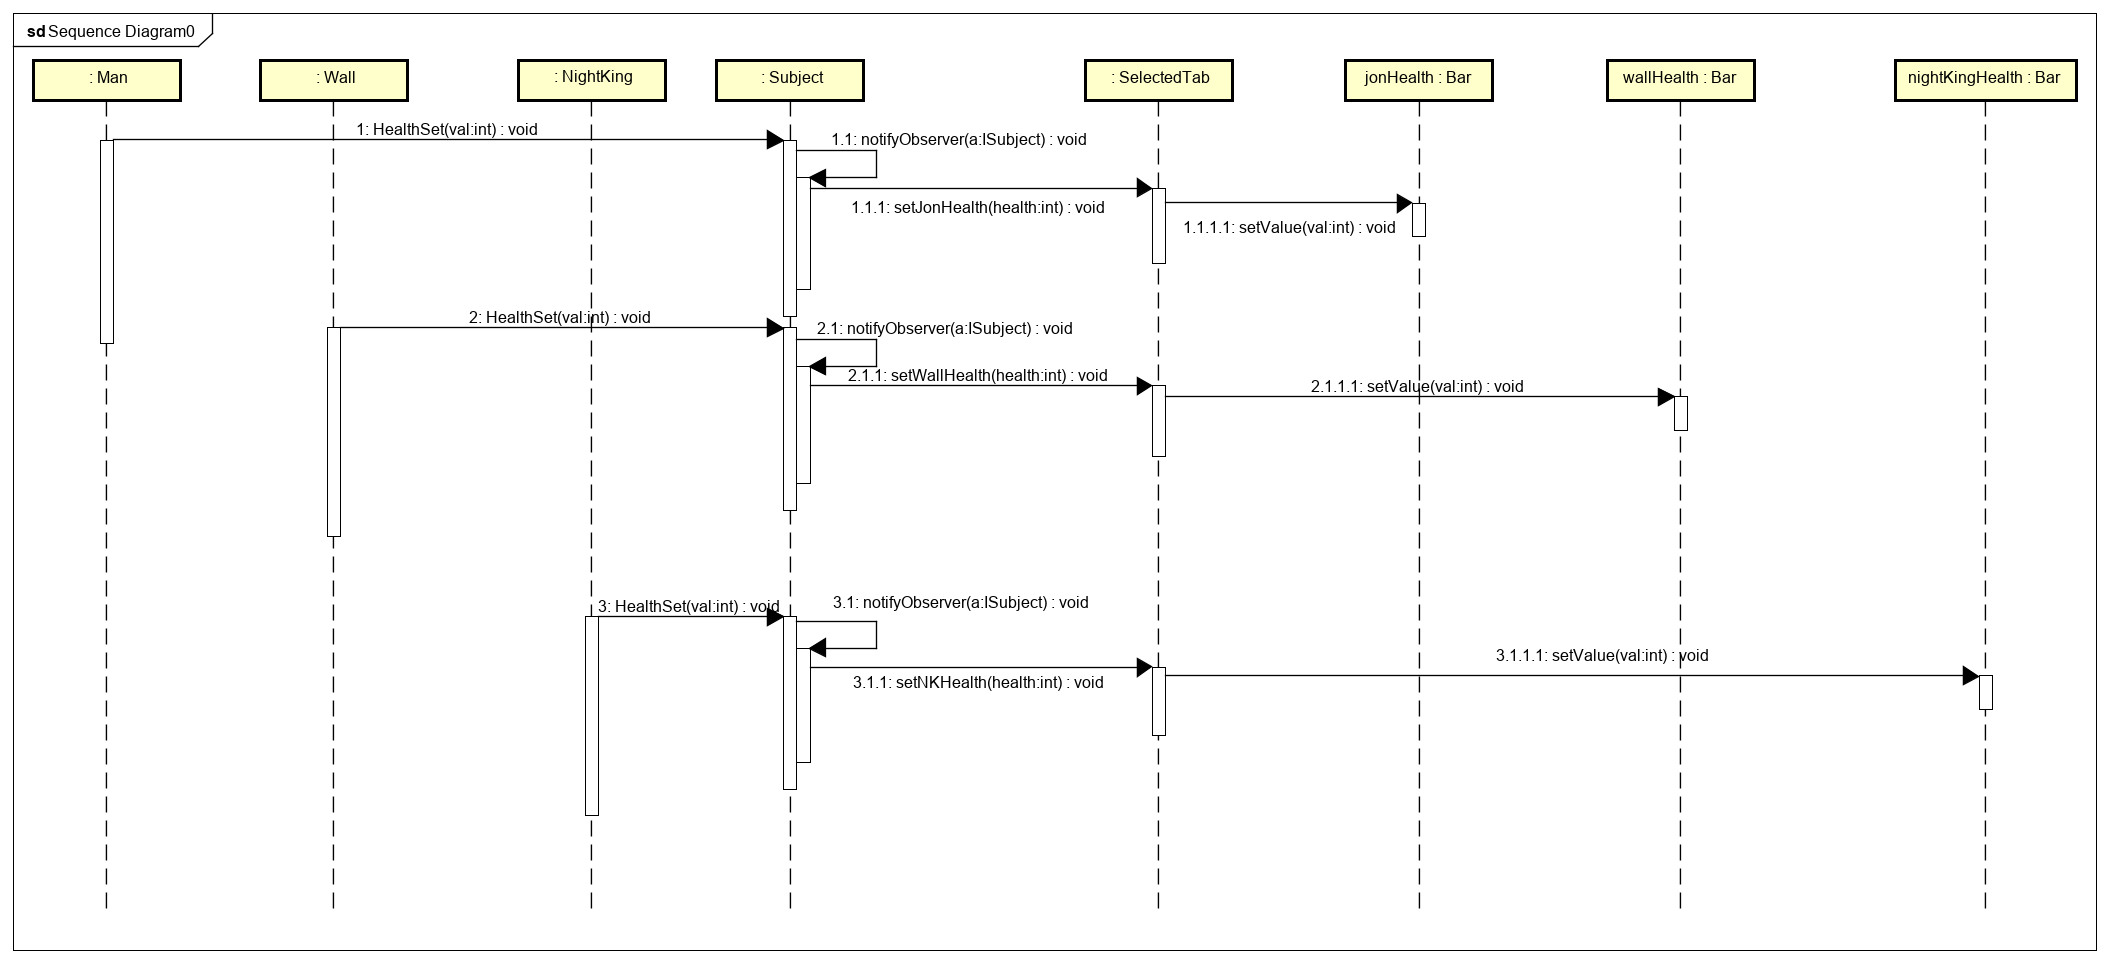 sd Sequence Diagram0
: Man
: Wall
: NightKing
: Subject
: SelectedTab
jonHealth : Bar
wallHealth : Bar
nightKingHealth : Bar
1: HealthSet(val:int) : void
1.1: notifyObserver(a:ISubject) : void
1.1.1: setJonHealth(health:int) : void
1.1.1.1: setValue(val:int) : void
2: HealthSet(val:int) : void
2.1: notifyObserver(a:ISubject) : void
2.1.1: setWallHealth(health:int) : void
2.1.1.1: setValue(val:int) : void
3: HealthSet(val:int) : void
3.1: notifyObserver(a:ISubject) : void
3.1.1: setNKHealth(health:int) : void
3.1.1.1: setValue(val:int) : void